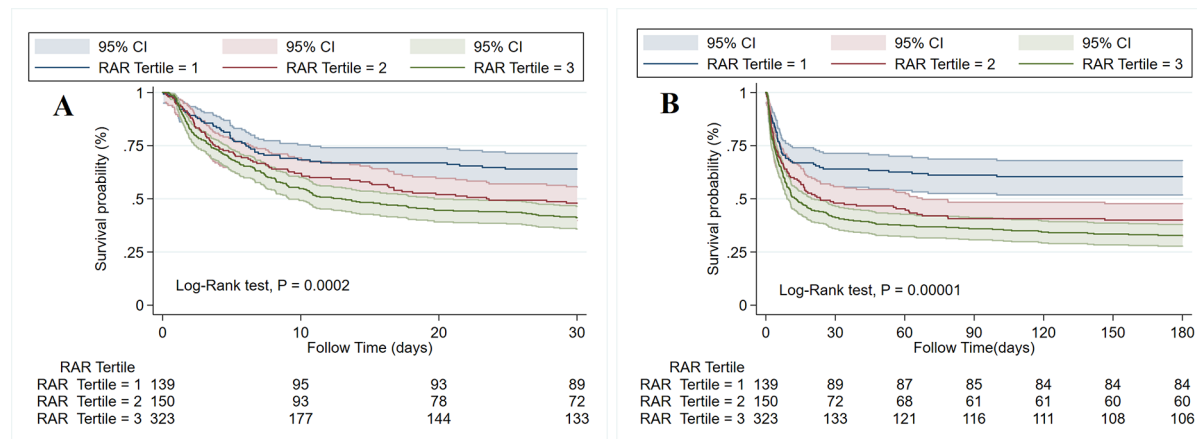 95% CI 95% CI 95% CI
RAR Tertile = 1 RAR Tertile = 2 RAR Tertile = 3
A
Survival probability (%)
1
.75
.5
.25
0
Log-Rank test, P = 0.0002
0 10 20 30
Follow Time (days)
RAR Tertile
RAR Tertile = 1 139 95 93 89
RAR Tertile = 2 150 93 78 72
RAR Tertile = 3 323 177 144 133
95% CI 95% CI 95% CI
RAR Tertile = 1 RAR Tertile = 2 RAR Tertile = 3
B
Survival probability (%)
1
.75
.5
.25
0
Log-Rank test, P = 0.00001
0 30 60 90 120 150 180
Follow Time(days)
RAR Tertile
RAR Tertile = 1 139 89 87 85 84 84 84
RAR Tertile = 2 150 72 68 61 61 60 60
RAR Tertile = 3 323 133 121 116 111 108 106